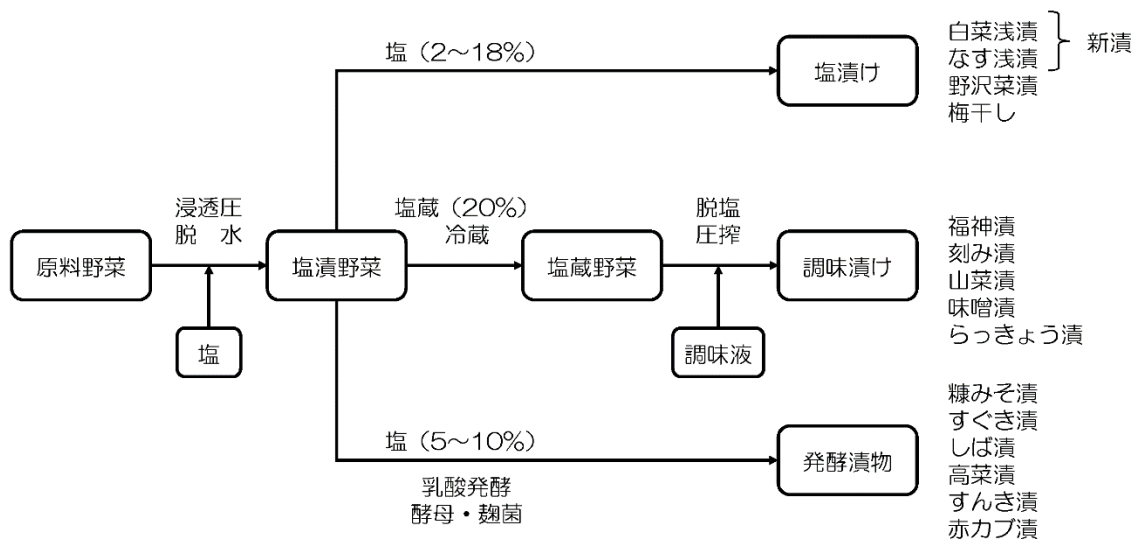 塩（2～18%）
塩漬け
白菜浅漬
なす浅漬
新漬
野沢菜漬
梅干し
原料野菜
浸透圧
脱　水
塩
塩漬野菜
塩蔵（20%）
冷蔵
塩蔵野菜
脱塩
圧搾
調味液
調味漬け
福神漬
刻み漬
山菜漬
味噌漬
らっきょう漬
塩（5～10%）
乳酸発酵
酵母・麹菌
発酵漬物
糠みそ漬
すぐき漬
しば漬
高菜漬
すんき漬
赤カブ漬